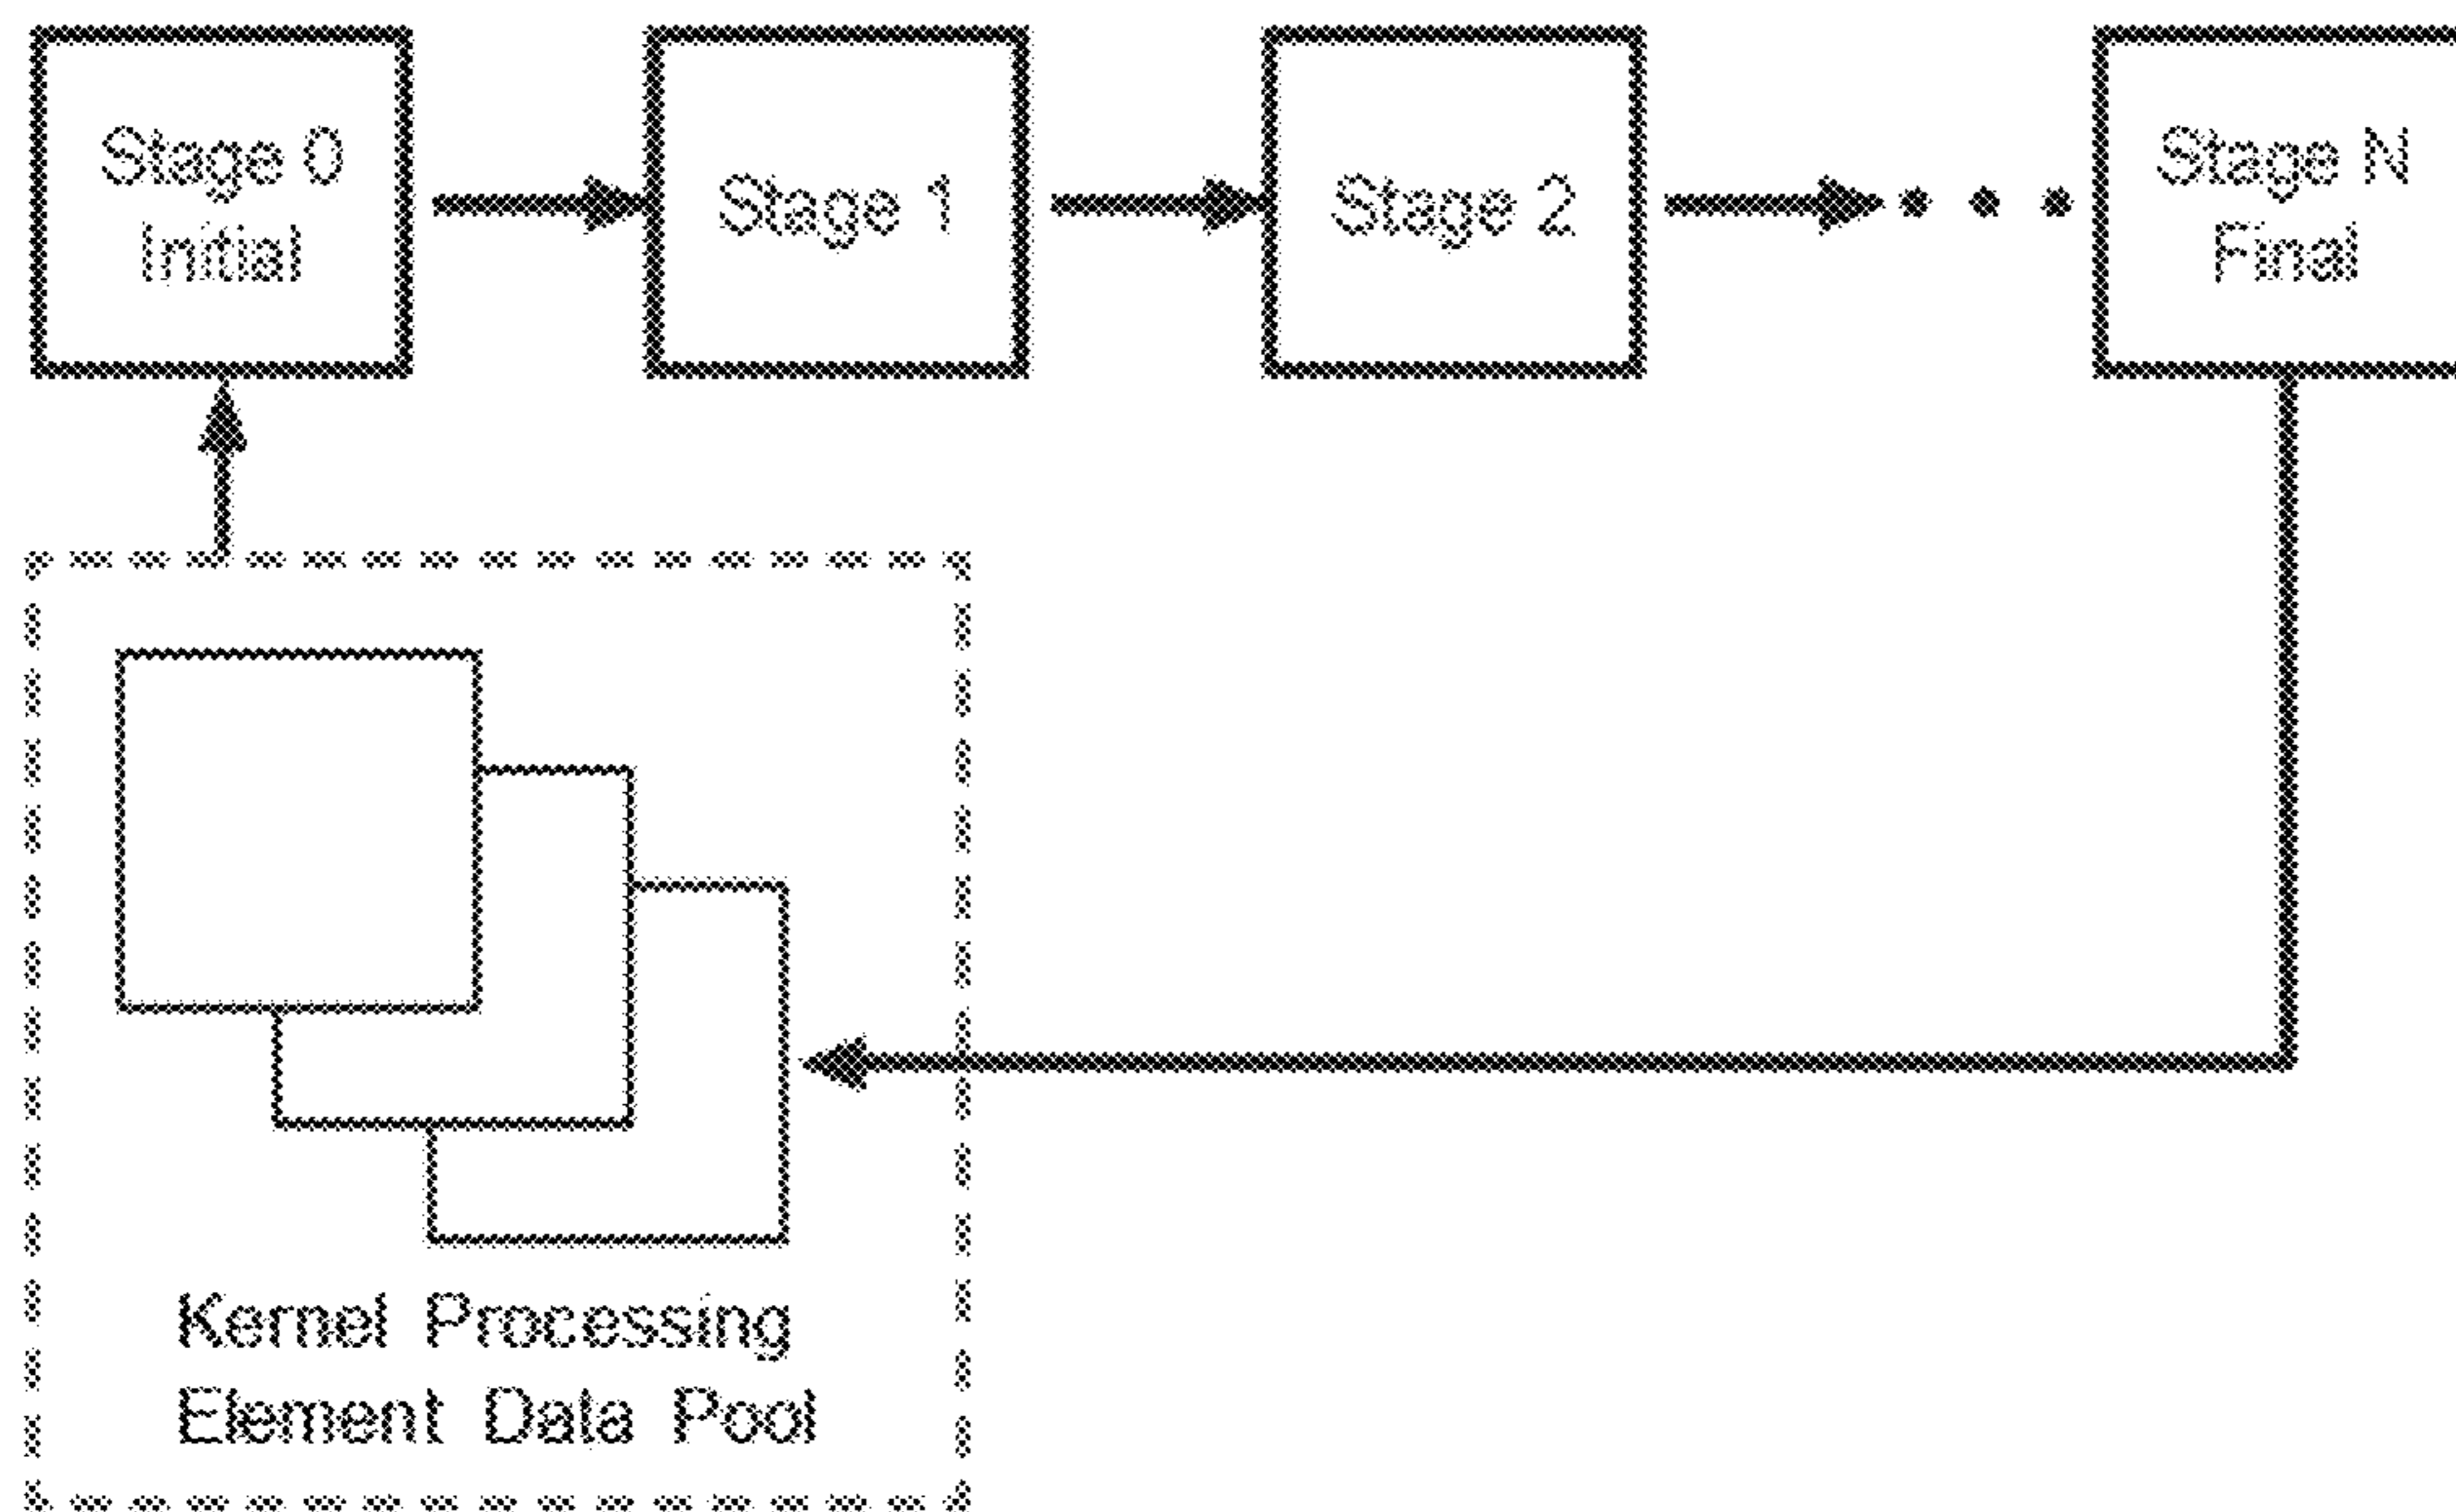 Stage 0
Initial
Stage 1
Stage 2
Stage N
Final
Kernel Processing
Element Data Pool